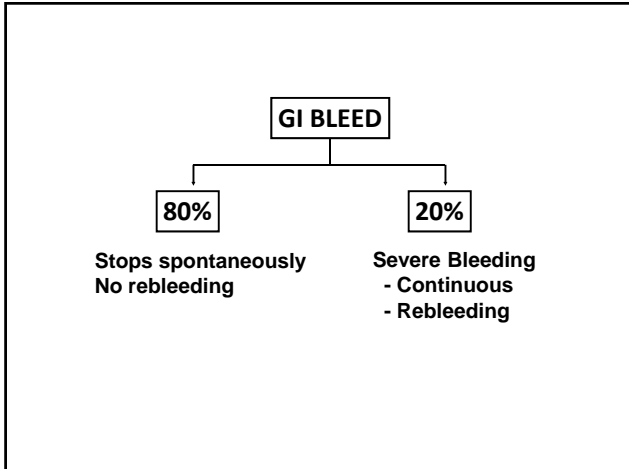 GI BLEED
80%
20%
Stops spontaneously
No rebleeding
Severe Bleeding
- Continuous
- Rebleeding